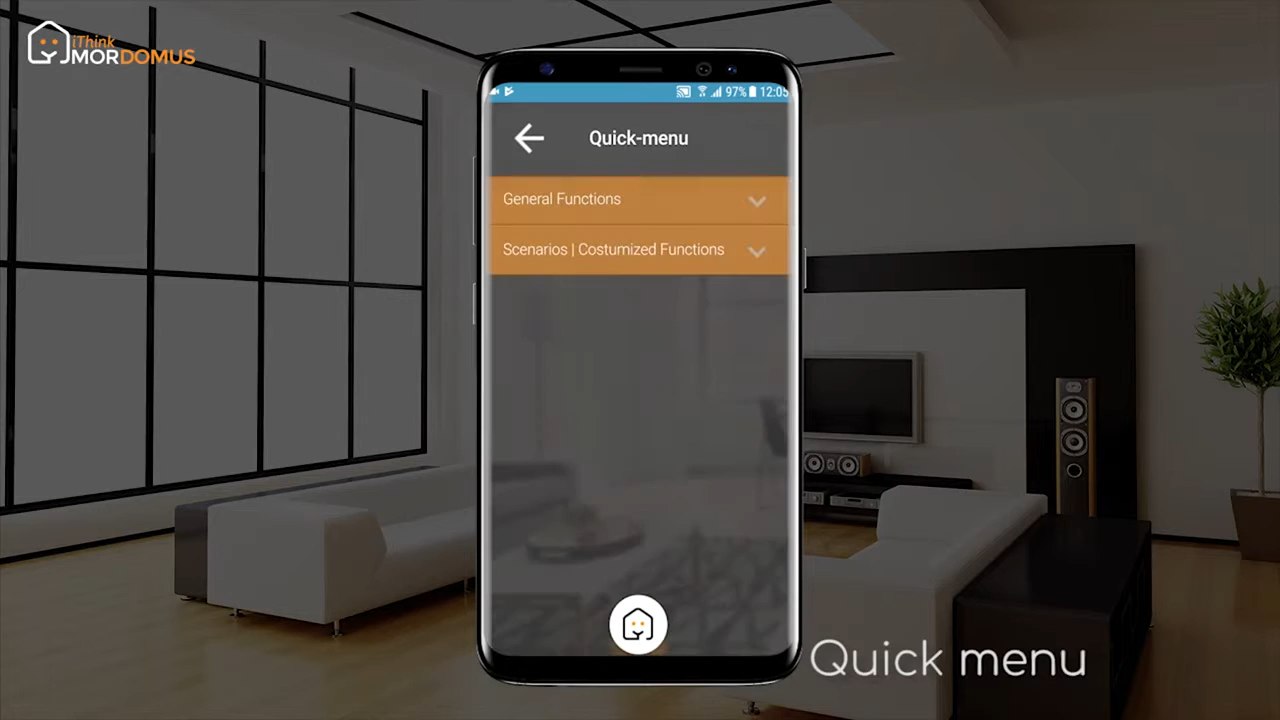 iThink
MORDOMUS
97% 12:05
Quick-menu
General Functions
Scenarios | Costumized Functions
Quick menu